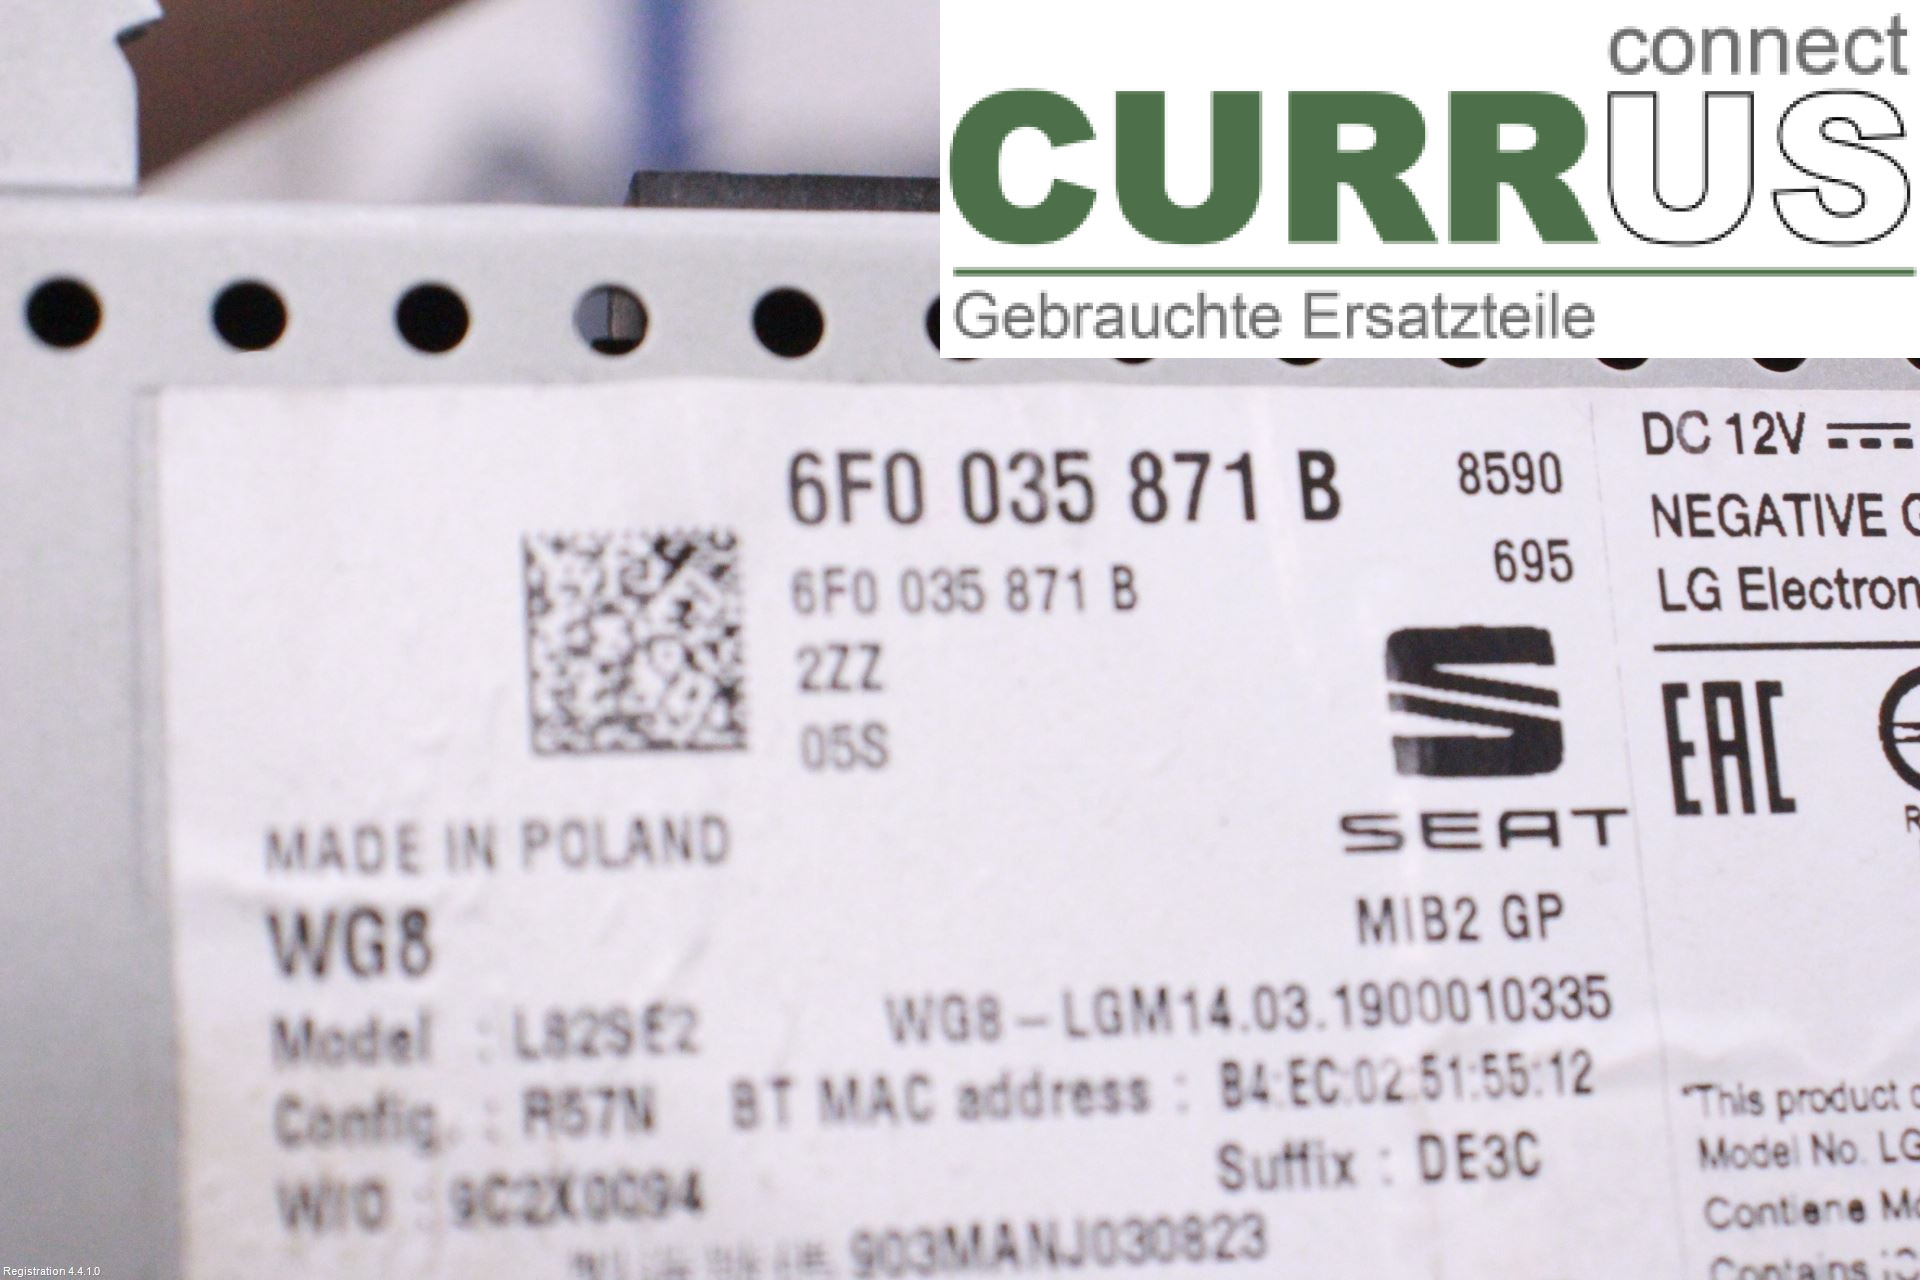 connect
CURRUS
Gebrauchte Ersatzteile
6F0 035 871 B 8590
6F0 035 871 B 695
2ZZ
05S
SEAT
MADE IN POLAND
MIB2 GP
WG8
WG8-LGM14.03.1900010335
Model : L82SE2
Config. : R57N BT MAC address : B4:EC:02:51:55:12
W/O : 9C2X0094 Suffix : DE3C
903MANJ030823
DC 12V
NEGATIVE
LG Electron
EAC
R
*This product
Model No. LG
Contiene Mo
Contains
Registration 4.4.1.0